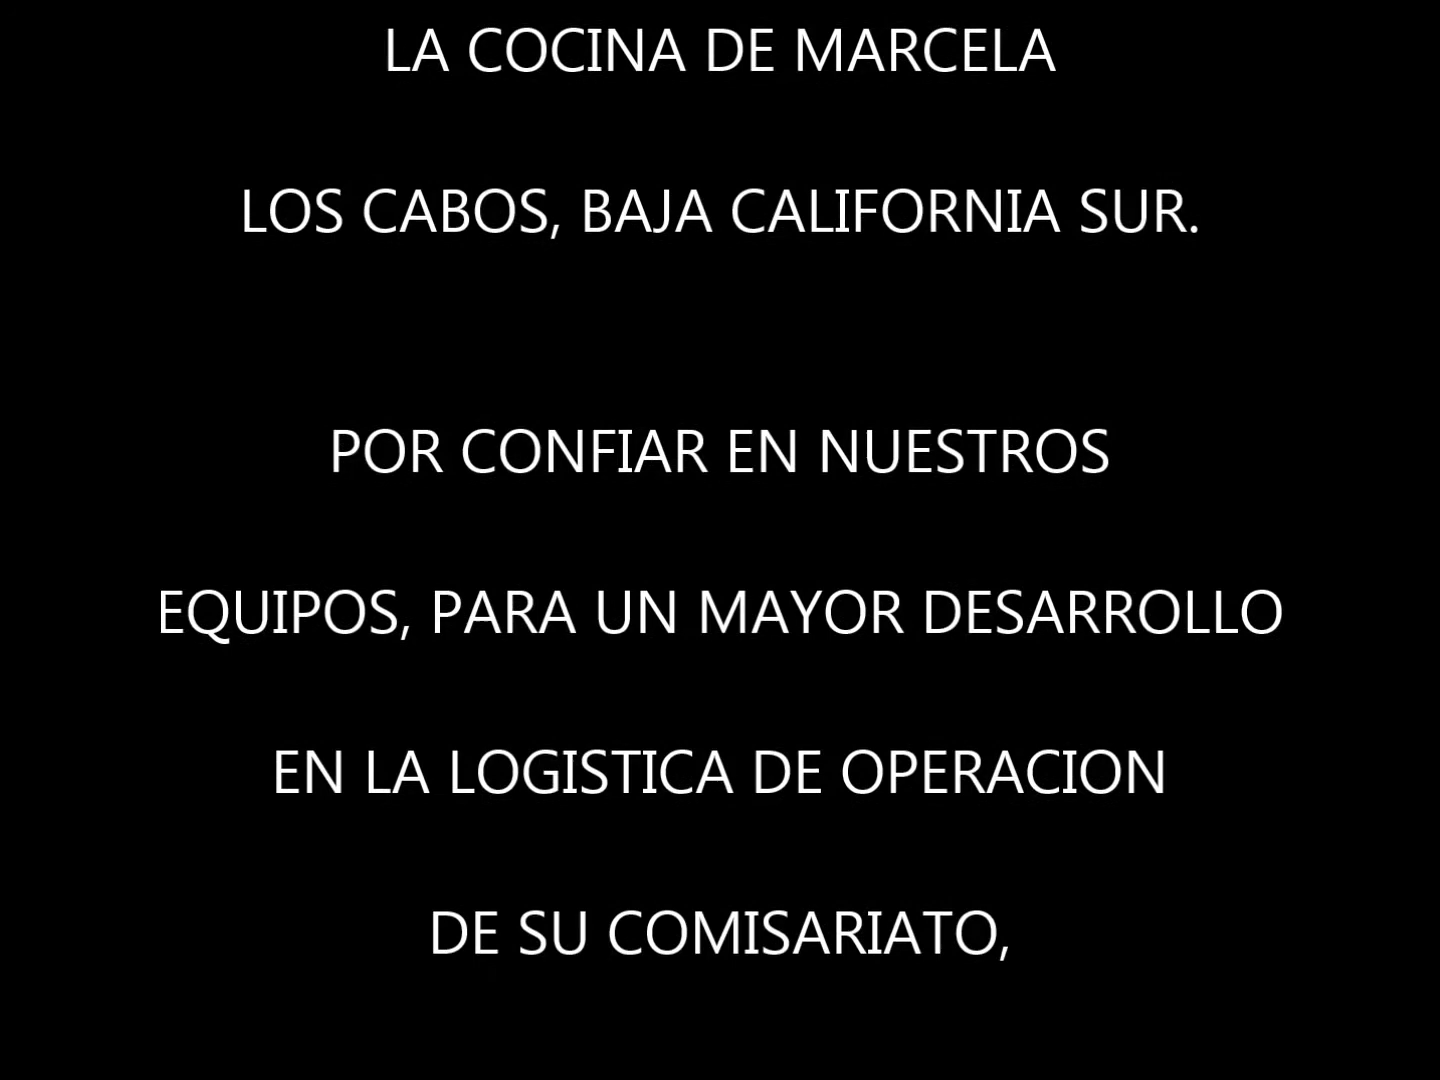 LA COCINA DE MARCELA
LOS CABOS, BAJA CALIFORNIA SUR.
POR CONFIAR EN NUESTROS
EQUIPOS, PARA UN MAYOR DESARROLLO
EN LA LOGISTICA DE OPERACION
DE SU COMISARIATO,